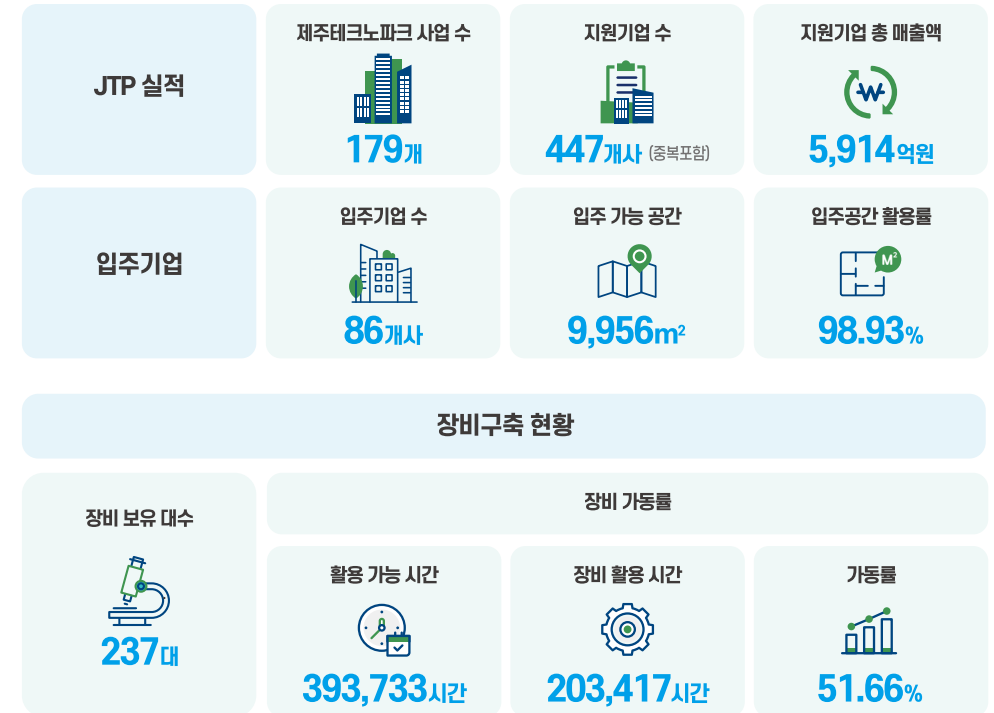 JTP 실적
제주테크노파크 사업 수
179개
지원기업 수
447개사 (중복포함)
지원기업 총 매출액
₩
5,914억원
입주기업
입주기업 수
86개사
입주 가능 공간
9,956m²
입주공간 활용률
M²
98.93%
장비구축 현황
장비 보유 대수
237대
장비 가동률
활용 가능 시간
393,733시간
장비 활용 시간
203,417시간
가동률
51.66%